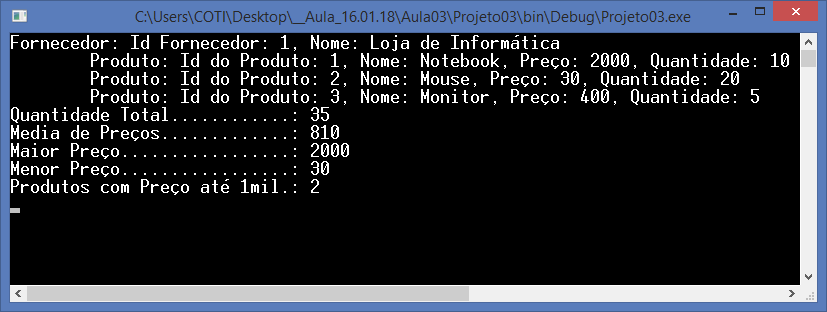 C:\Users\COTI\Desktop\__Aula_16.01.18\Aula03\Projeto03\bin\Debug\Projeto03.exe
Fornecedor: Id Fornecedor: 1, Nome: Loja de Informática
Produto: Id do Produto: 1, Nome: Notebook, Preço: 2000, Quantidade: 10
Produto: Id do Produto: 2, Nome: Mouse, Preço: 30, Quantidade: 20
Produto: Id do Produto: 3, Nome: Monitor, Preço: 400, Quantidade: 5
Quantidade Total............: 35
Media de Preços.............: 810
Maior Preço.................: 2000
Menor Preço.................: 30
Produtos com Preço até 1mil.: 2